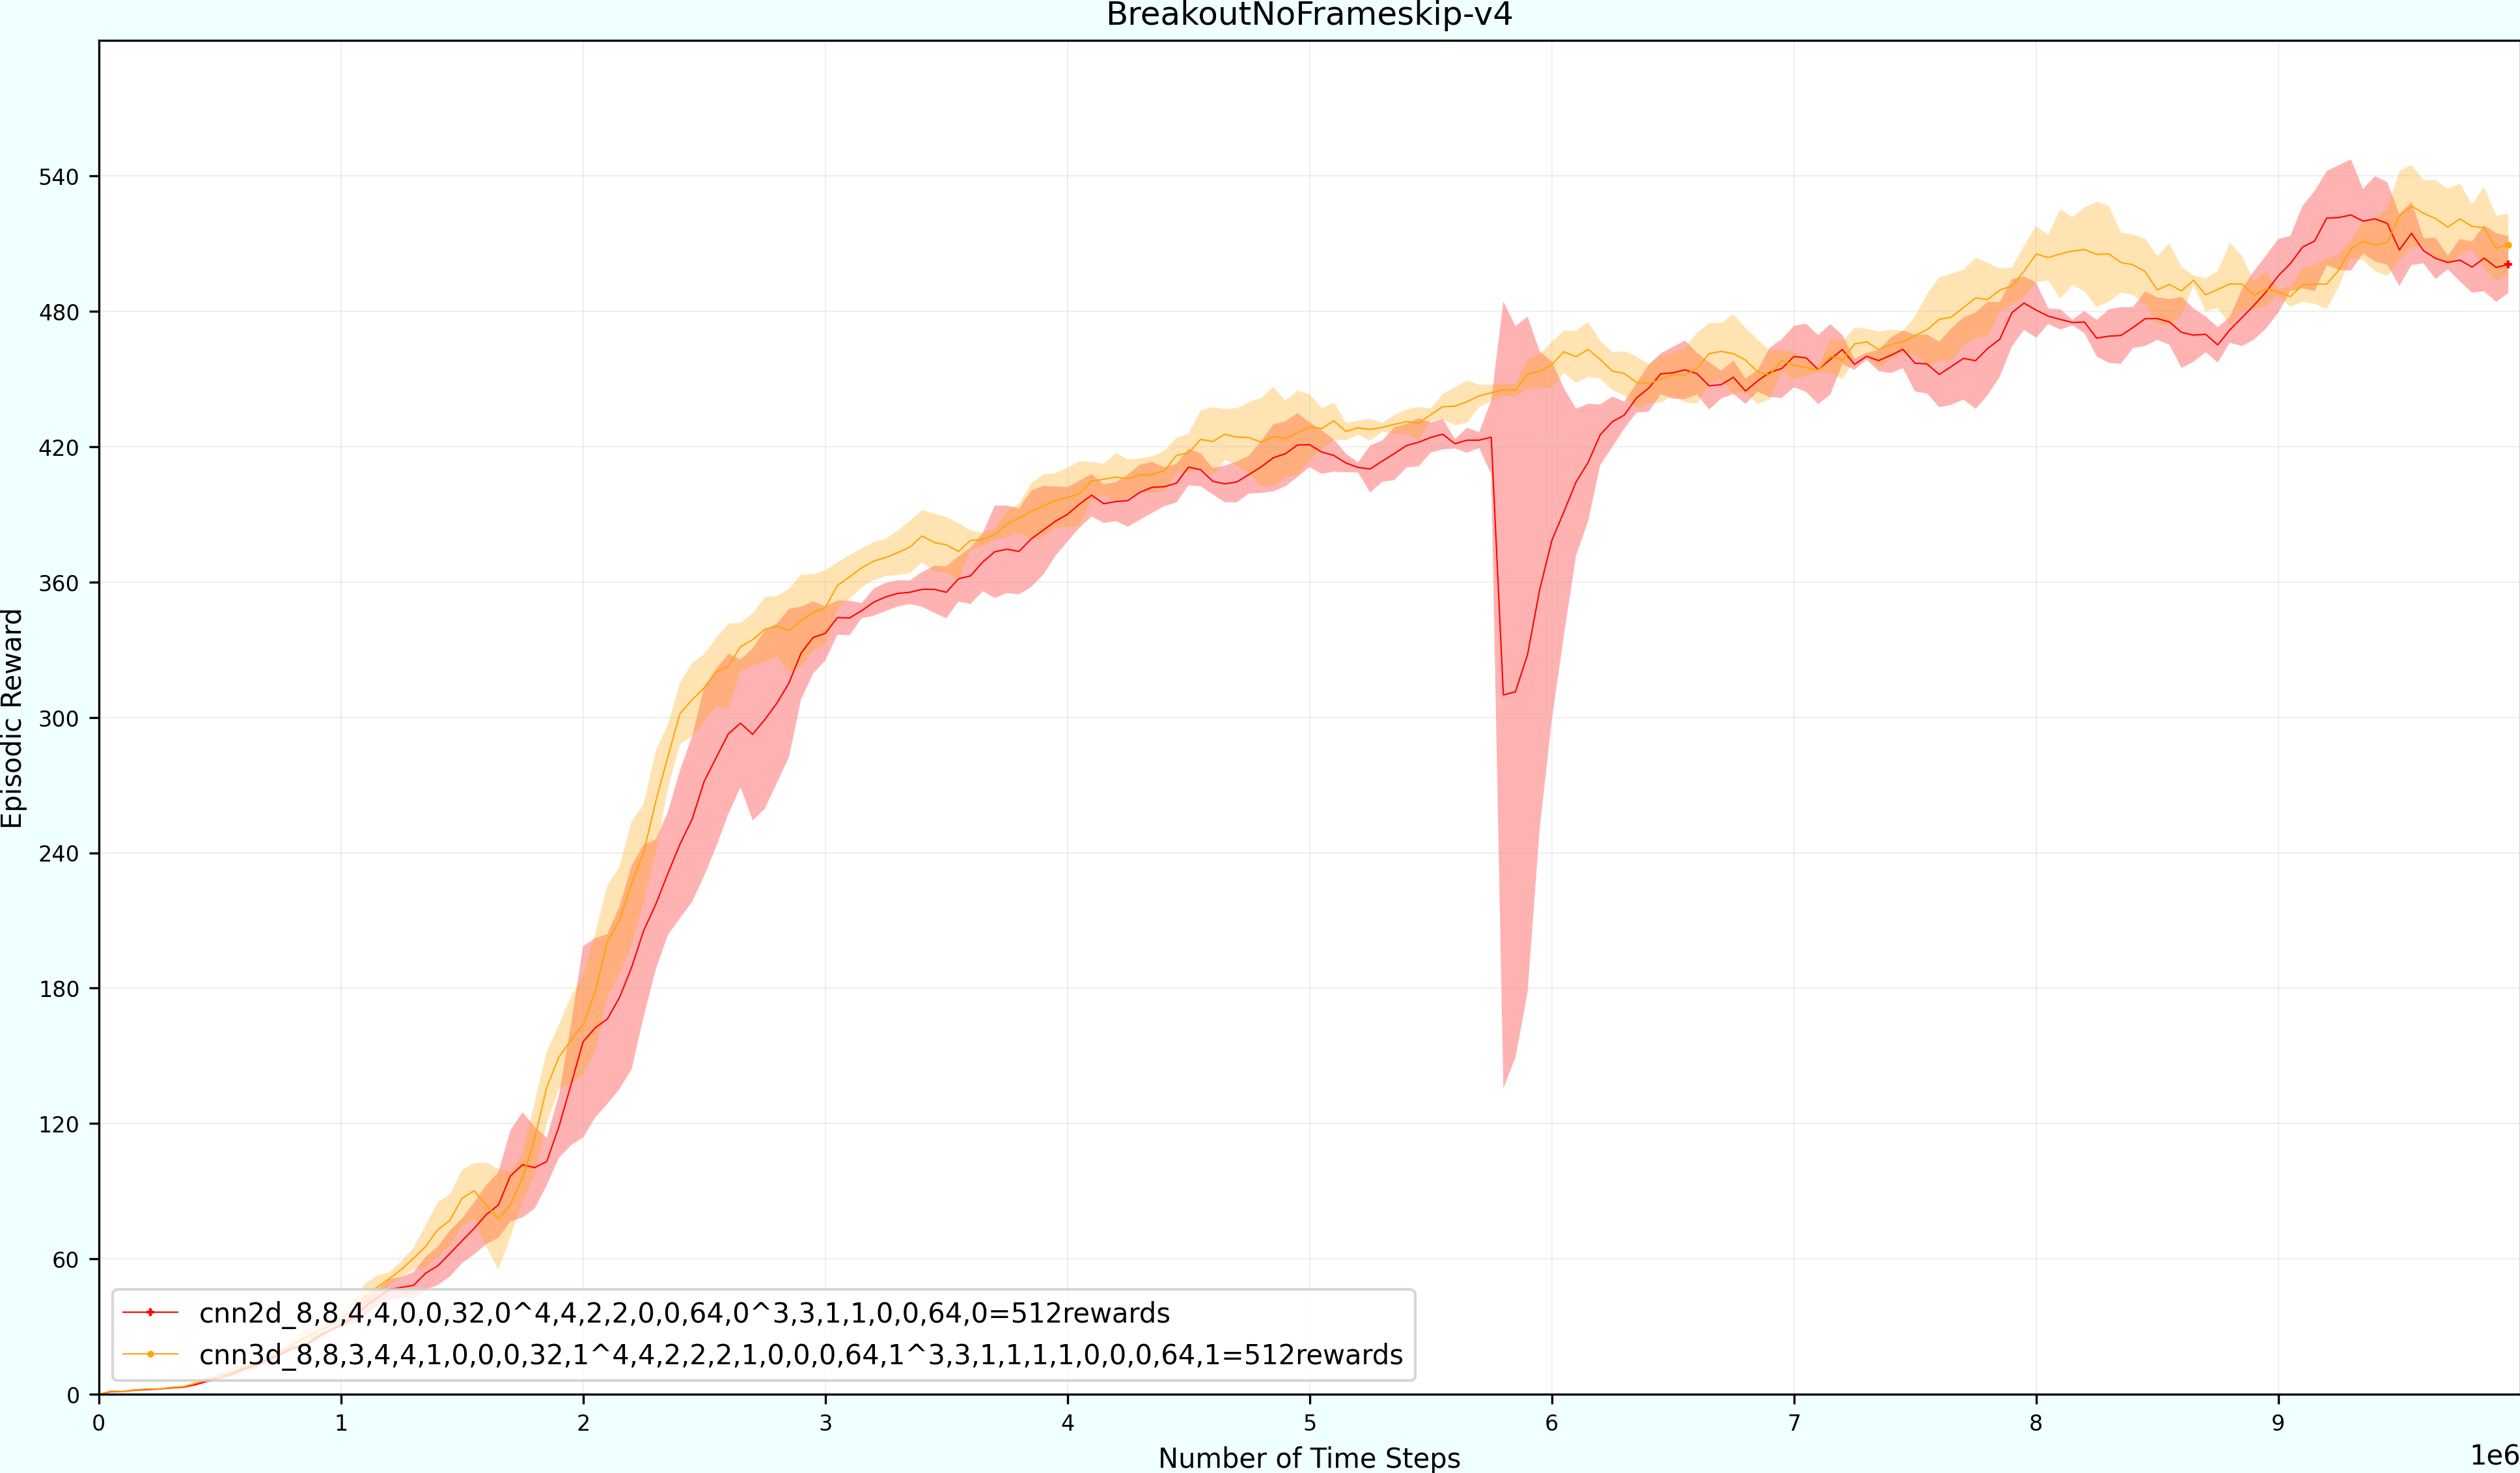 BreakoutNoFrameskip-v4
540
480
420
360
300
240
180
120
60
0
Episodic Reward
cnn2d_8,8,4,4,0,0,32,0^4,4,2,2,0,0,64,0^3,3,1,1,0,0,64,0=512rewards
cnn3d_8,8,3,4,4,1,0,0,0,32,1^4,4,2,2,2,1,0,0,0,64,1^3,3,1,1,1,1,0,0,0,64,1=512rewards
0 1 2 3 4 5 6 7 8 9
1e6
Number of Time Steps